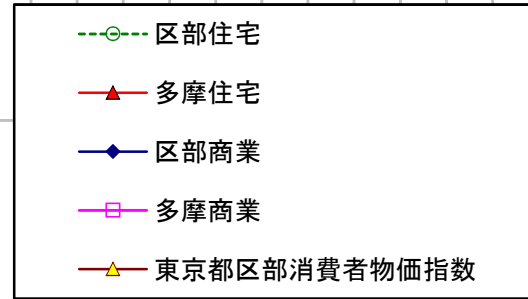 区部住宅
多摩住宅
区部商業
多摩商業
東京都区部消費者物価指数